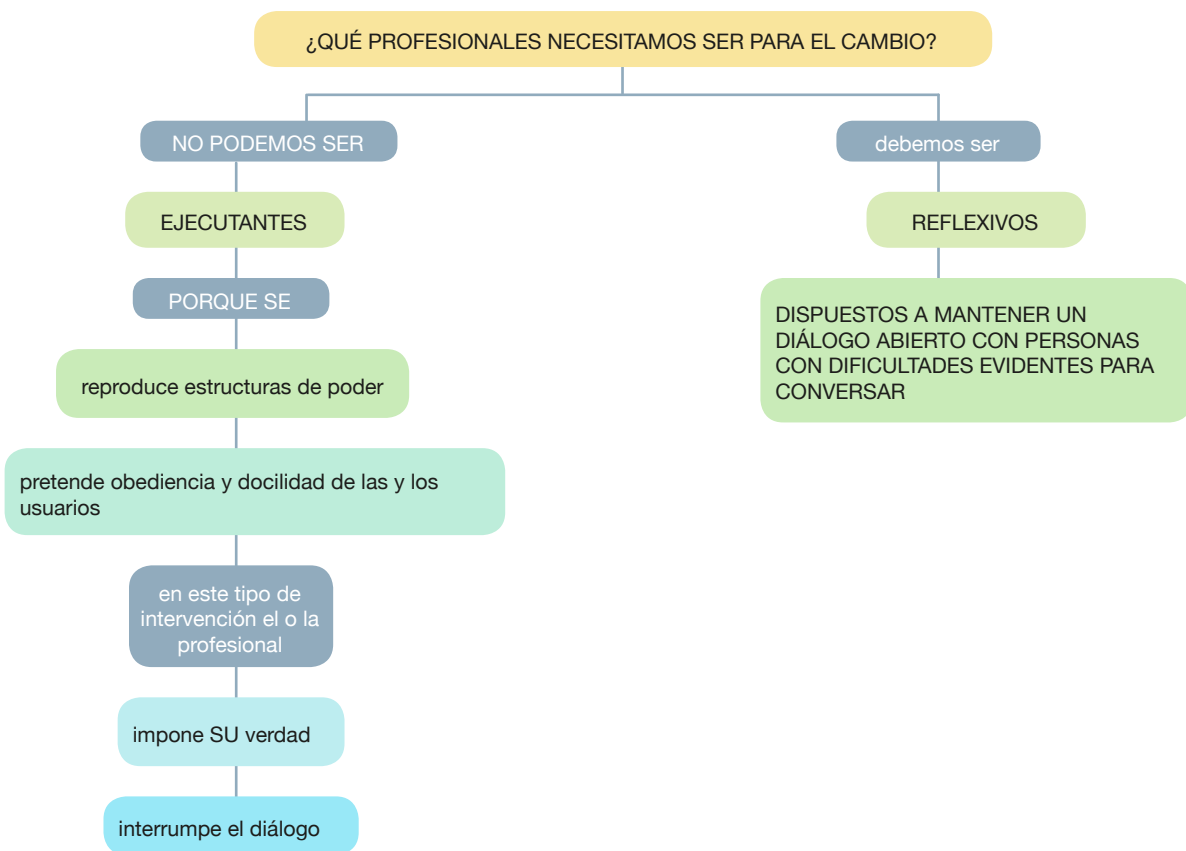 ¿QUÉ PROFESIONALES NECESITAMOS SER PARA EL CAMBIO?
NO PODEMOS SER
debemos ser
EJECUTANTES
REFLEXIVOS
PORQUE SE
DISPUESTOS A MANTENER UN
DIÁLOGO ABIERTO CON PERSONAS
CON DIFICULTADES EVIDENTES PARA
CONVERSAR
reproduce estructuras de poder
pretende obediencia y docilidad de las y los
usuarios
en este tipo de
intervención el o la
profesional
impone SU verdad
interrumpe el diálogo